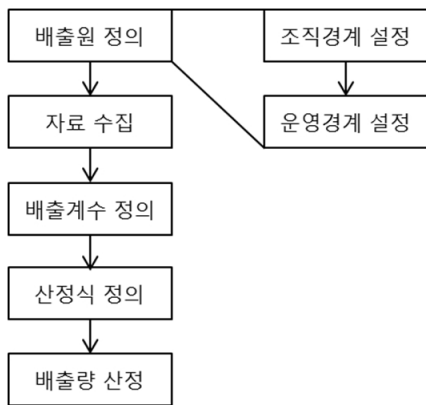 배출원 정의
조직경계 설정
자료 수집
운영경계 설정
배출계수 정의
산정식 정의
배출량 산정